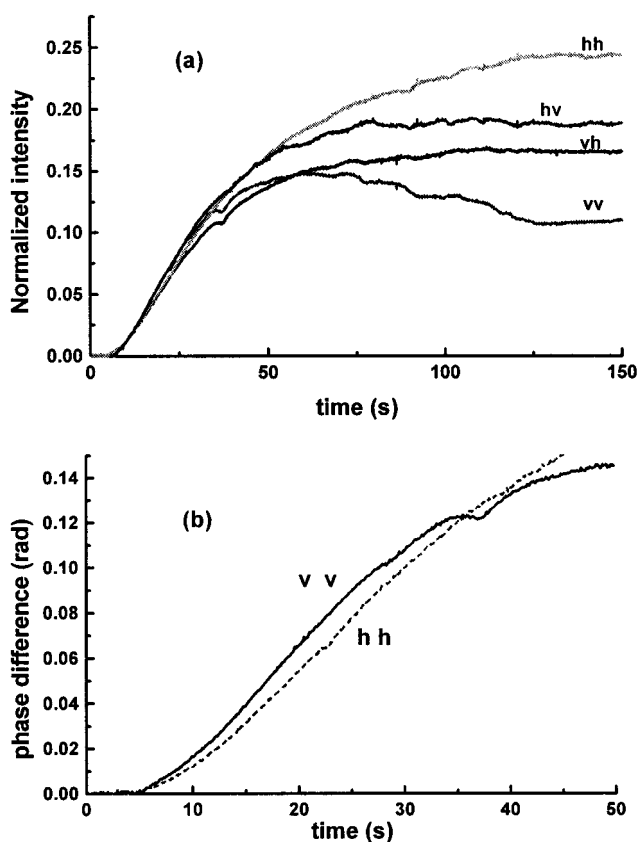 (a)
hh
hv
vh
vv
Normalized intensity
0.25
0.20
0.15
0.10
0.05
0.00
0
50
100
150
time (s)
(b)
v v
h h
phase difference (rad)
0.14
0.12
0.10
0.08
0.06
0.04
0.02
0.00
0
10
20
30
40
50
time (s)